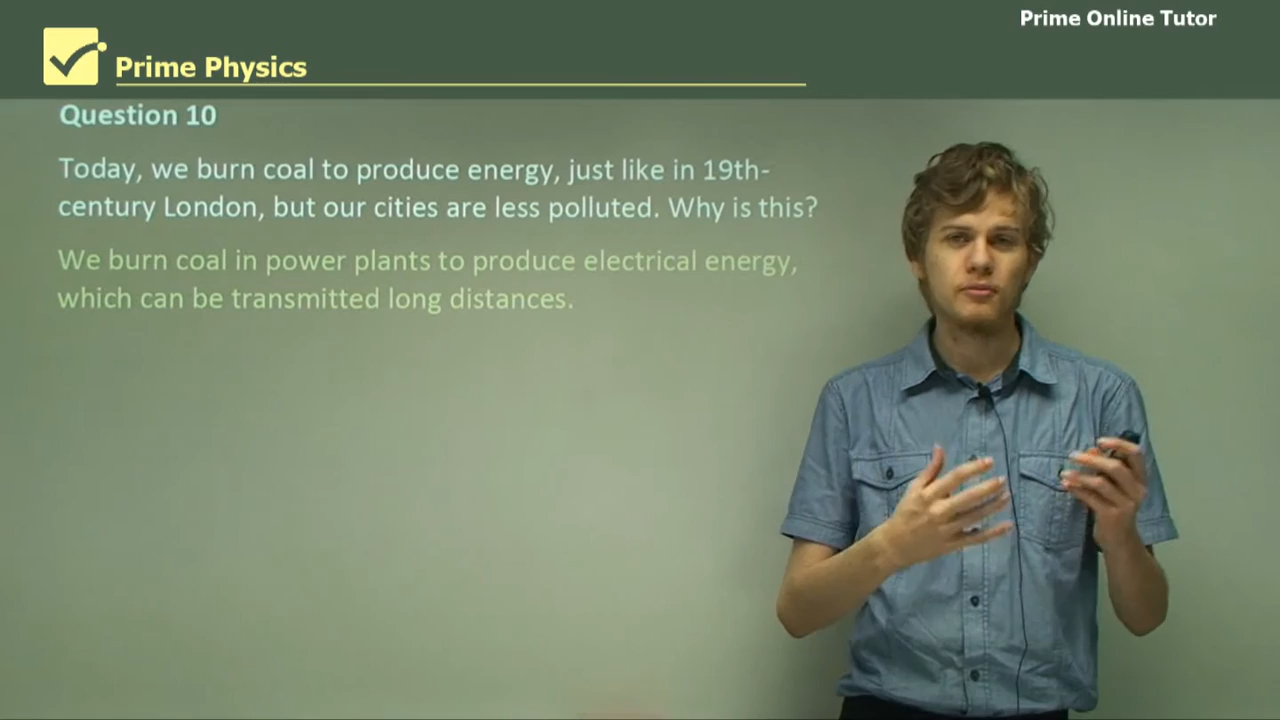 Prime Online Tutor
Prime Physics
Question 10
Today, we burn coal to produce energy, just like in 19th-
century London, but our cities are less polluted. Why is this?
We burn coal in power plants to produce electrical energy,
which can be transmitted long distances.